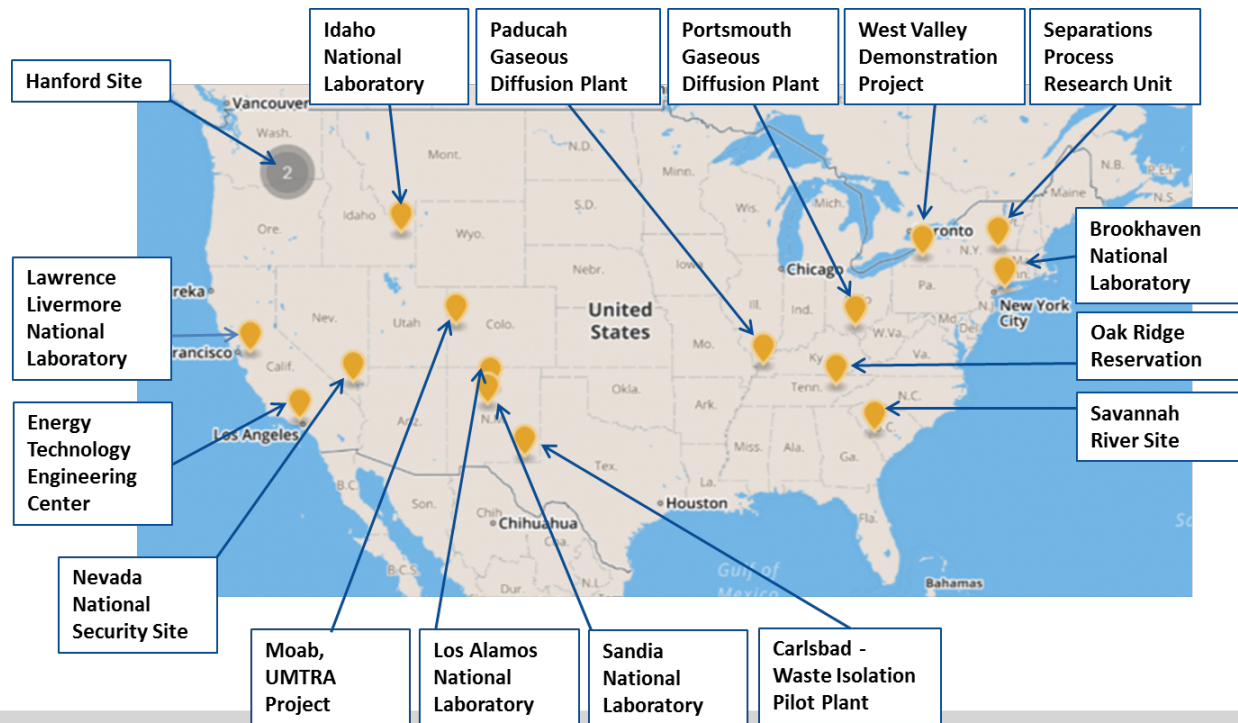 Idaho
National
Laboratory
Paducah
Gaseous
Diffusion Plant
Portsmouth
Gaseous
Diffusion Plant
West Valley
Demonstration
Project
Separations
Process
Research Unit
Hanford Site
Vancouver
Wash.
2
Mont.
N.D.
Minn.
N.B.
P.E.I.
Maine
N.S.
Idaho
Ore.
S.D.
Wis.
Mich.
Wyo.
N.Y.
Brookhaven
National
Laboratory
Lawrence
Livermore
National
Laboratory
Iowa
Chicago
Nebr.
Pa.
New York
City
N.J.
Nev.
Utah
Colo.
United
States
Ill.
Ind.
Md.
Del.
W.Va.
Va.
Mo.
Ky.
Calif.
Oak Ridge
Reservation
Okla.
Ark.
Tenn.
N.C.
Energy
Technology
Engineering
Center
Los Angeles
Ariz.
N.M.
Miss.
Ala.
Ga.
Savannah
River Site
Tex.
La.
Houston
B.C.
Son.
Chih.
Chihuahua
Coa.
Fla.
B.C.S.
Dur.
N.L.
Gulf of
Mexico
Bahamas
Nevada
National
Security Site
Moab,
UMTRA
Project
Los Alamos
National
Laboratory
Sandia
National
Laboratory
Carlsbad -
Waste Isolation
Pilot Plant